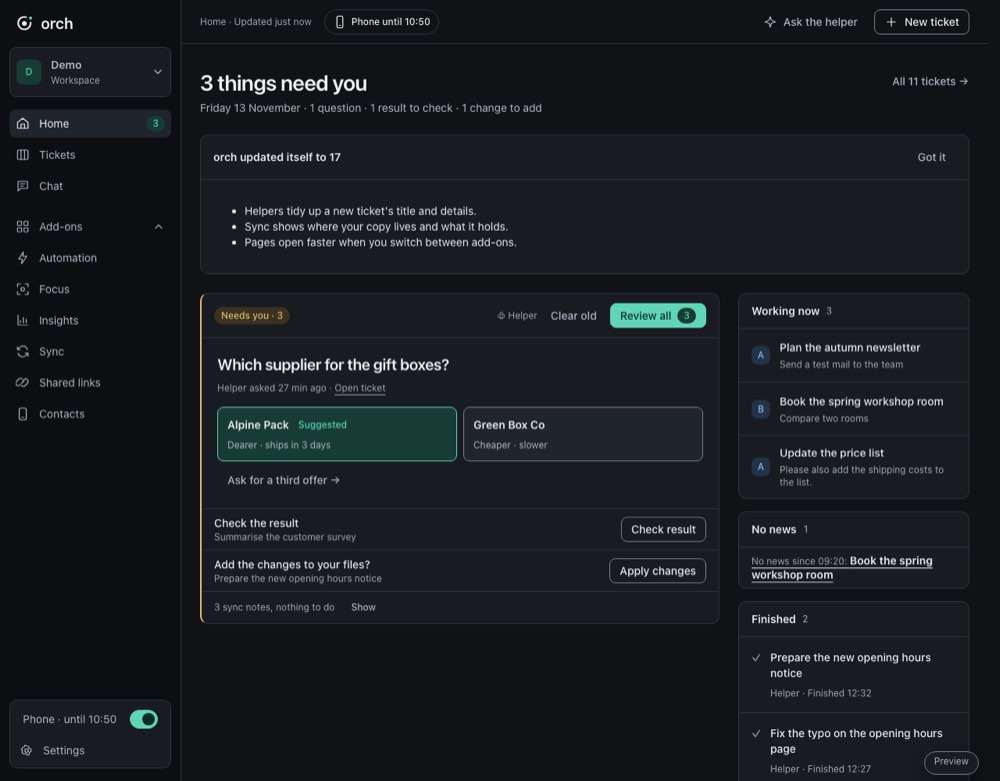 orch
Home · Updated just now
Phone until 10:50
Ask the helper
New ticket
D
Demo
Workspace
Home 3
Tickets
Chat
Add-ons
Automation
Focus
Insights
Sync
Shared links
Contacts
Phone · until 10:50
Settings
3 things need you
All 11 tickets →
Friday 13 November · 1 question · 1 result to check · 1 change to add
orch updated itself to 17
Got it
• Helpers tidy up a new ticket's title and details.
• Sync shows where your copy lives and what it holds.
• Pages open faster when you switch between add-ons.
Needs you · 3
Helper
Clear old
Review all 3
Which supplier for the gift boxes?
Helper asked 27 min ago · Open ticket
Alpine Pack Suggested
Dearer · ships in 3 days
Green Box Co
Cheaper · slower
Ask for a third offer →
Check the result
Summarise the customer survey
Check result
Add the changes to your files?
Prepare the new opening hours notice
Apply changes
3 sync notes, nothing to do Show
Working now 3
A
Plan the autumn newsletter
Send a test mail to the team
B
Book the spring workshop room
Compare two rooms
A
Update the price list
Please also add the shipping costs to
the list.
No news 1
No news since 09:20: Book the spring
workshop room
Finished 2
Prepare the new opening hours
notice
Helper · Finished 12:32
Fix the typo on the opening hours
page
Helper · Finished 12:27
Preview